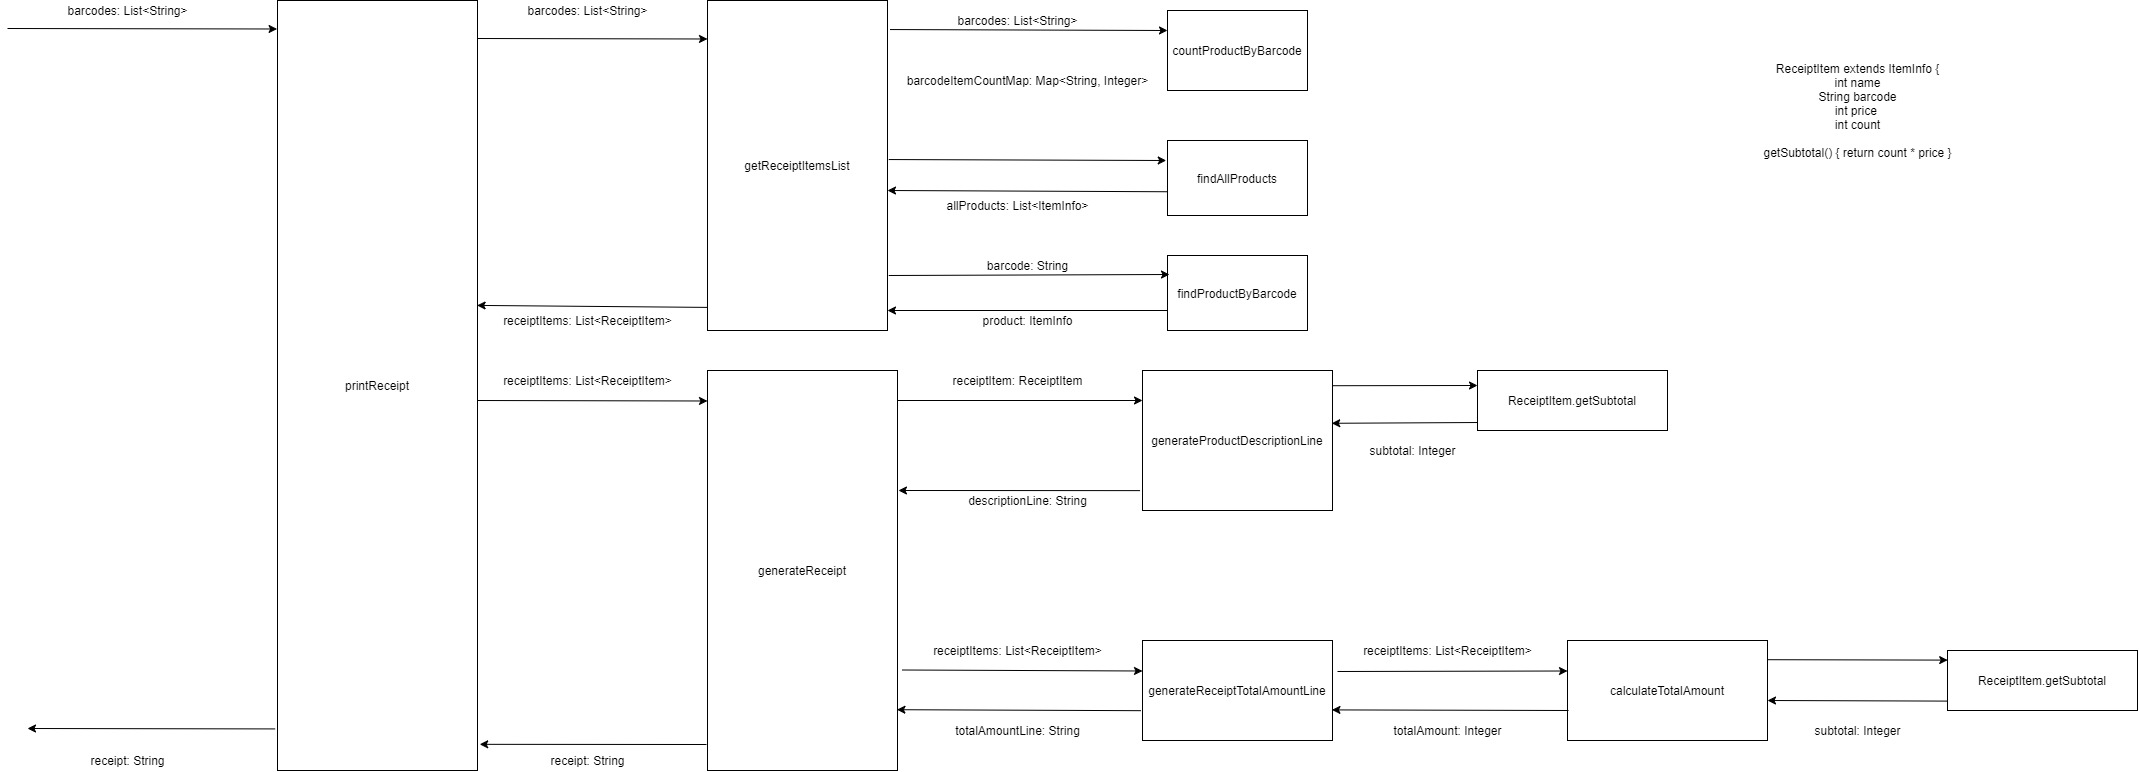 barcodes: List<String>
barcodes: List<String>
barcodes: List<String>
countProductByBarcode
barcodeItemCountMap: Map<String, Integer>
ReceiptItem extends ItemInfo {
int name
String barcode
int price
int count
getSubtotal() { return count * price }
getReceiptItemsList
findAllProducts
allProducts: List<ItemInfo>
barcode: String
findProductByBarcode
product: ItemInfo
receiptItems: List<ReceiptItem>
printReceipt
receiptItems: List<ReceiptItem>
receiptItem: ReceiptItem
generateProductDescriptionLine
ReceiptItem.getSubtotal
subtotal: Integer
descriptionLine: String
generateReceipt
receiptItems: List<ReceiptItem>
generateReceiptTotalAmountLine
receiptItems: List<ReceiptItem>
calculateTotalAmount
ReceiptItem.getSubtotal
totalAmountLine: String
totalAmount: Integer
subtotal: Integer
receipt: String
receipt: String